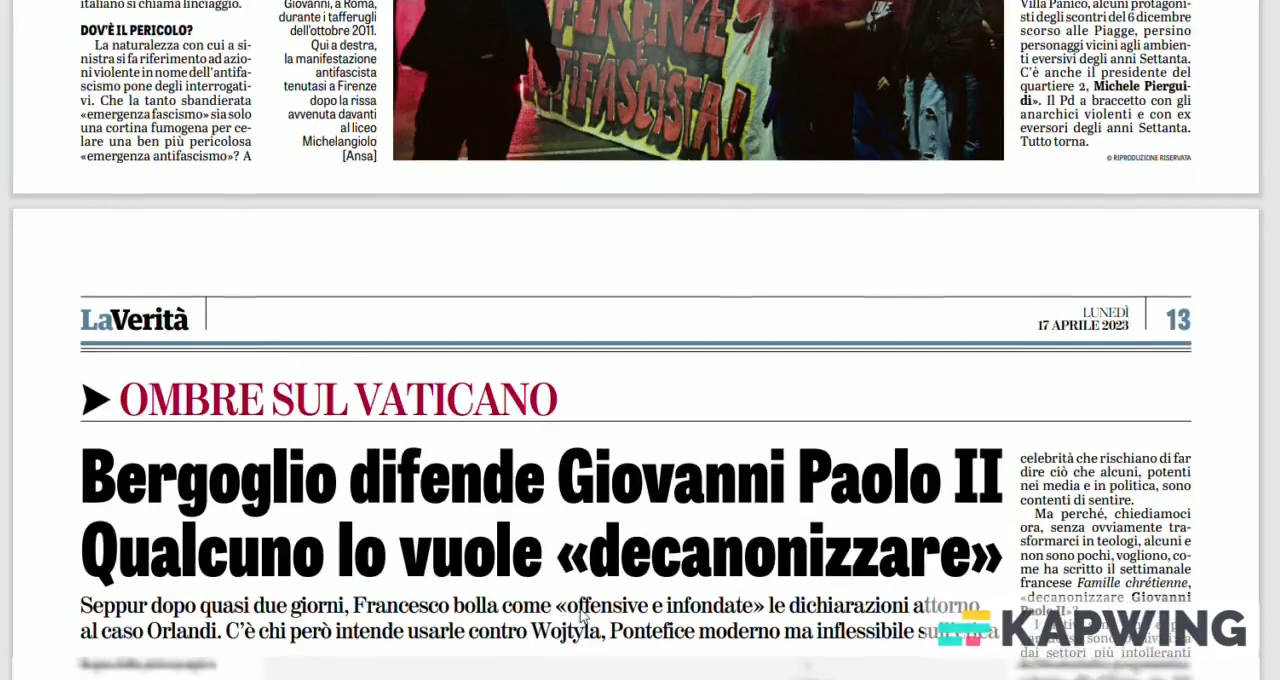 italiano si chiama linciaggio.
DOV'È IL PERICOLO?
La naturalezza con cui a si-
nistra si fa riferimento ad azio-
ni violente in nome dell'antifa-
scismo pone degli interrogati-
vi. Che la tanto sbandierata
«emergenza fascismo» sia solo
una cortina fumogena per ce-
lare una ben più pericolosa
«emergenza antifascismo»? A
Giovanni, a Roma,
durante i tafferugli
dell'ottobre 2011.
Qui a destra,
la manifestazione
antifascista
tenutasi a Firenze
dopo la rissa
avvenuta davanti
al liceo
Michelangiolo
[Ansa]
FIRENZE
È
ANTIFASCISTA!
Villa Panico, alcuni protagoni-
sti degli scontri del 6 dicembre
scorso alle Piagge, persino
personaggi vicini agli ambien-
ti eversivi degli anni Settanta.
C'è anche il presidente del
quartiere 2, Michele Piergui-
di». Il Pd a braccetto con gli
anarchici violenti e con ex
eversori degli anni Settanta.
Tutto torna.
© RIPRODUZIONE RISERVATA
LaVerità
LUNEDÌ
17 APRILE 2023
13
OMBRE SUL VATICANO
Bergoglio difende Giovanni Paolo II
Qualcuno lo vuole «decanonizzare»
Seppur dopo quasi due giorni, Francesco bolla come «offensive e infondate» le dichiarazioni attorno
al caso Orlandi. C'è chi però intende usarle contro Wojtyla, Pontefice moderno ma inflessibile sull'etica
celebrità che rischiano di far
dire ciò che alcuni, potenti
nei media e in politica, sono
contenti di sentire.
Ma perché, chiediamoci
ora, senza ovviamente tra-
sformarci in teologi, alcuni e
non sono pochi, vogliono, co-
me ha scritto il settimanale
francese Famille chrétienne,
«decanonizzare Giovanni
Paolo II»?
dai settori più intolleranti
KAPWING